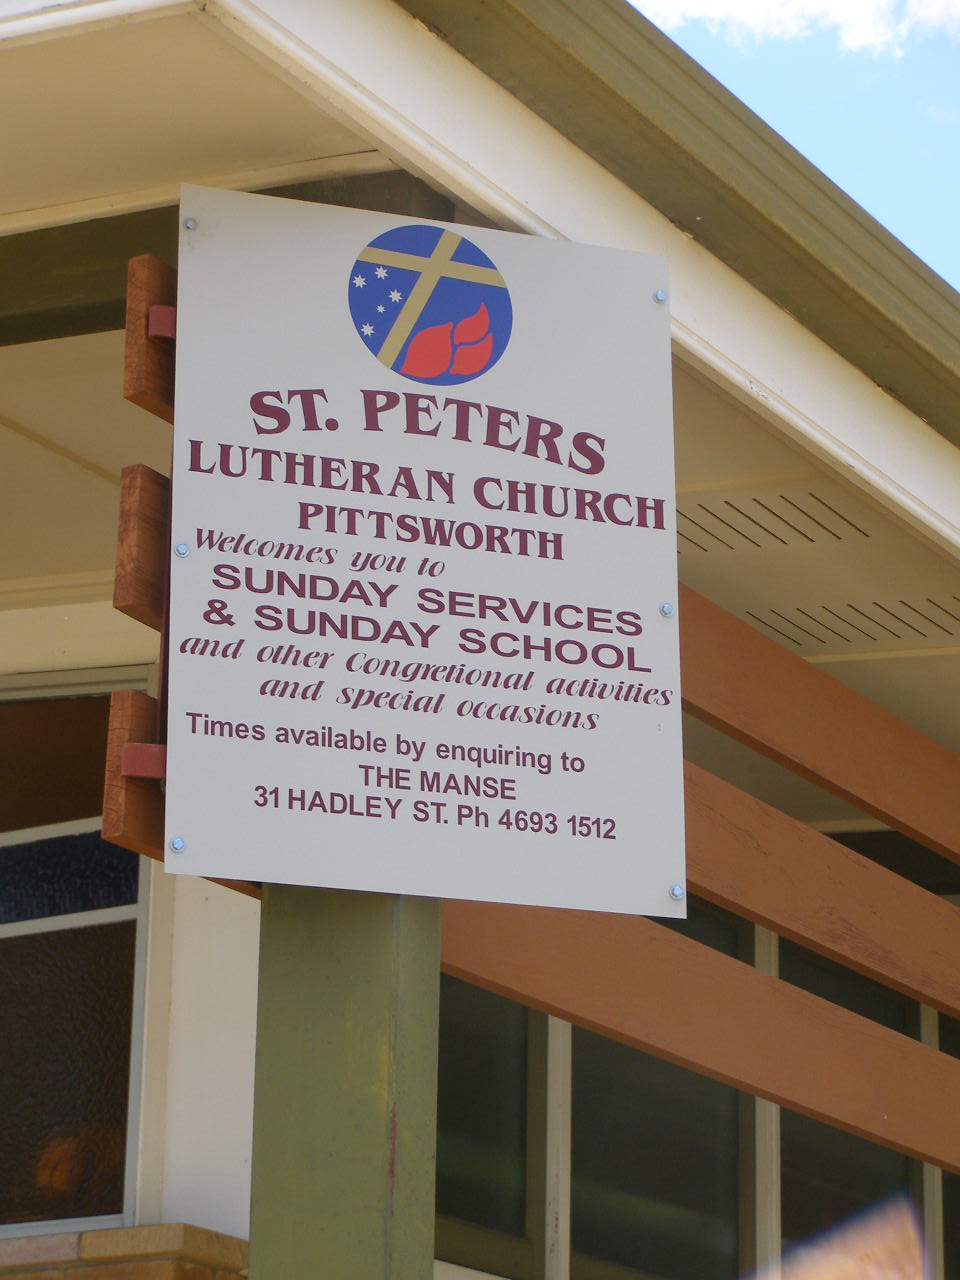 ST. PETERS
LUTHERAN CHURCH
PITTSWORTH
Welcomes you to
SUNDAY SERVICES
& SUNDAY SCHOOL
and other Congretional activities
and special occasions
Times available by enquiring to
THE MANSE
31 HADLEY ST. Ph 4693 1512